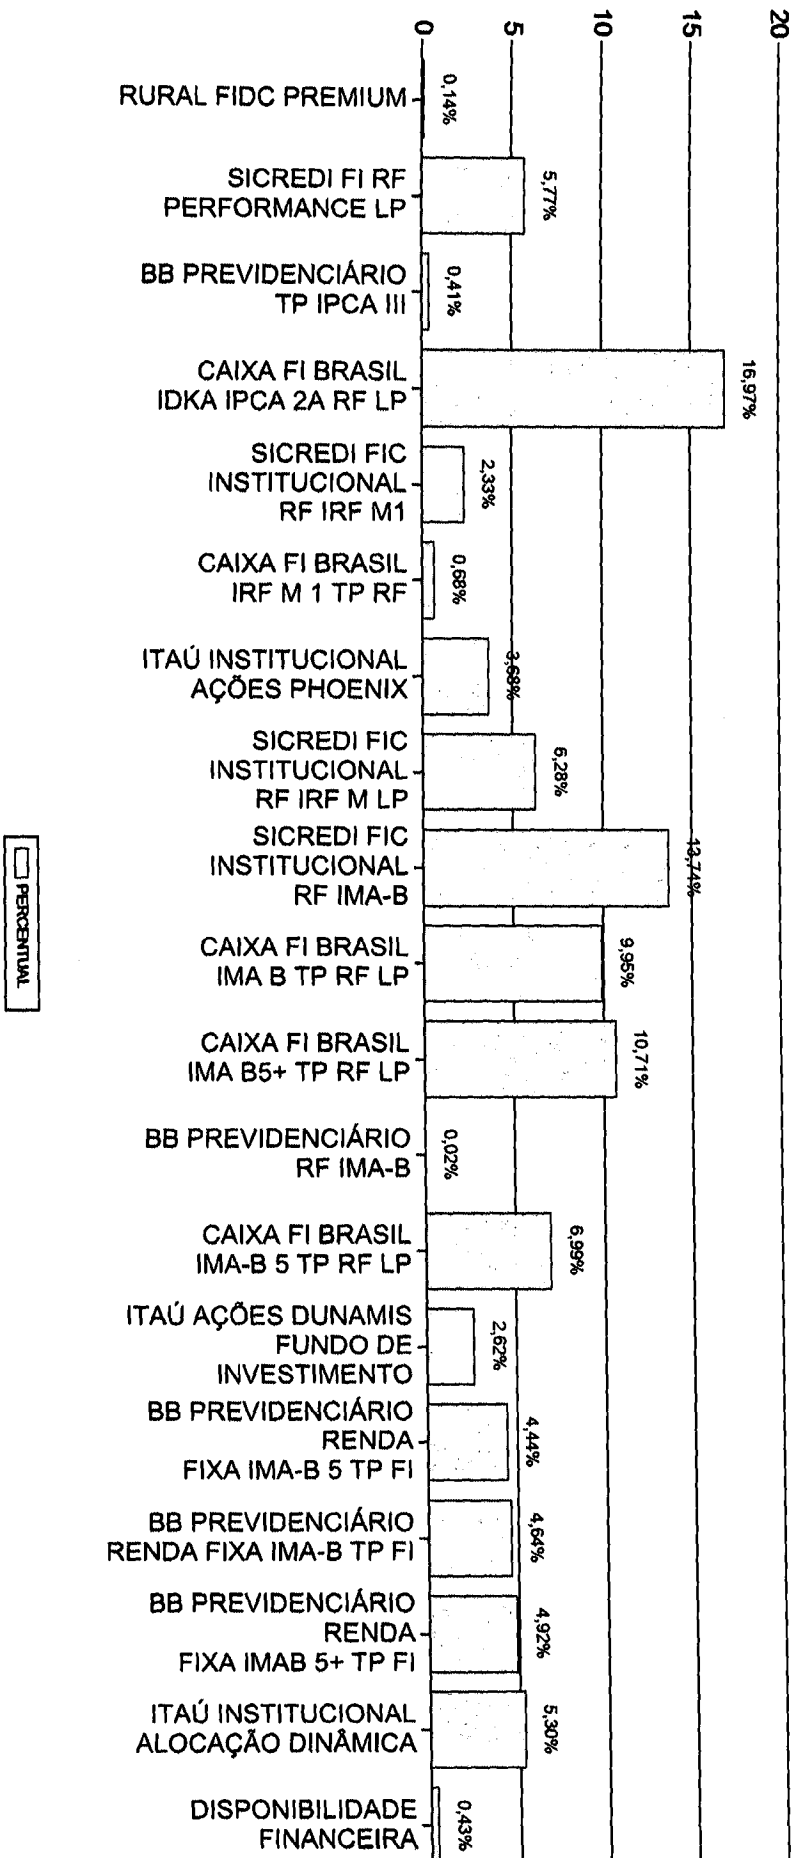 0
5
10
15
20
RURAL FIDC PREMIUM
0,14%
SICREDI FI RF
PERFORMANCE LP
5,77%
BB PREVIDENCIÁRIO
TP IPCA III
0,41%
CAIXA FI BRASIL
IDKA IPCA 2A RF LP
16,97%
SICREDI FIC
INSTITUCIONAL
RF IRF M1
2,33%
CAIXA FI BRASIL
IRF M 1 TP RF
0,68%
ITAÚ INSTITUCIONAL
AÇÕES PHOENIX
3,68%
SICREDI FIC
INSTITUCIONAL
RF IRF M LP
6,28%
SICREDI FIC
INSTITUCIONAL
RF IMA-B
13,74%
CAIXA FI BRASIL
IMA B TP RF LP
9,95%
CAIXA FI BRASIL
IMA B5+ TP RF LP
10,71%
BB PREVIDENCIÁRIO
RF IMA-B
0,02%
CAIXA FI BRASIL
IMA-B 5 TP RF LP
6,99%
ITAÚ AÇÕES DUNAMIS
FUNDO DE
INVESTIMENTO
2,62%
BB PREVIDENCIÁRIO
RENDA
FIXA IMA-B 5 TP FI
4,44%
BB PREVIDENCIÁRIO
RENDA FIXA IMA-B TP FI
4,64%
BB PREVIDENCIÁRIO
RENDA
FIXA IMAB 5+ TP FI
4,92%
ITAÚ INSTITUCIONAL
ALOCAÇÃO DINÂMICA
5,30%
DISPONIBILIDADE
FINANCEIRA
0,43%
PERCENTUAL